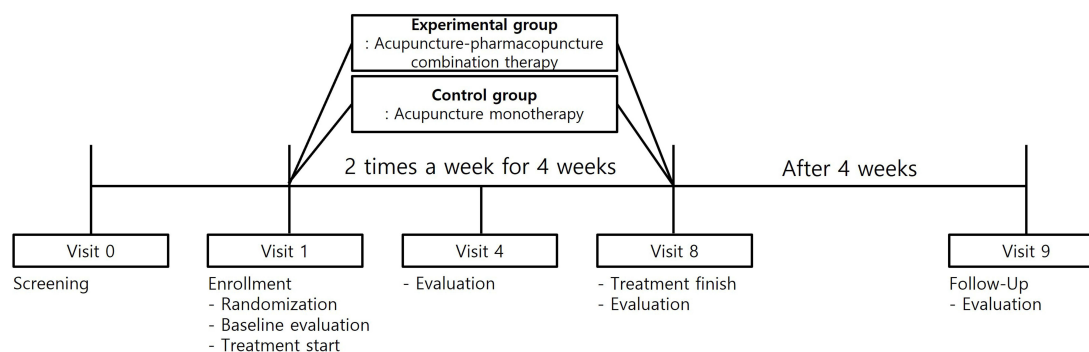 Experimental group
: Acupuncture-pharmacopuncture
combination therapy
Control group
: Acupuncture monotherapy
2 times a week for 4 weeks
After 4 weeks
Visit 0
Visit 1
Visit 4
Visit 8
Visit 9
Screening
Enrollment
- Randomization
- Baseline evaluation
- Treatment start
- Evaluation
- Treatment finish
- Evaluation
Follow-Up
- Evaluation